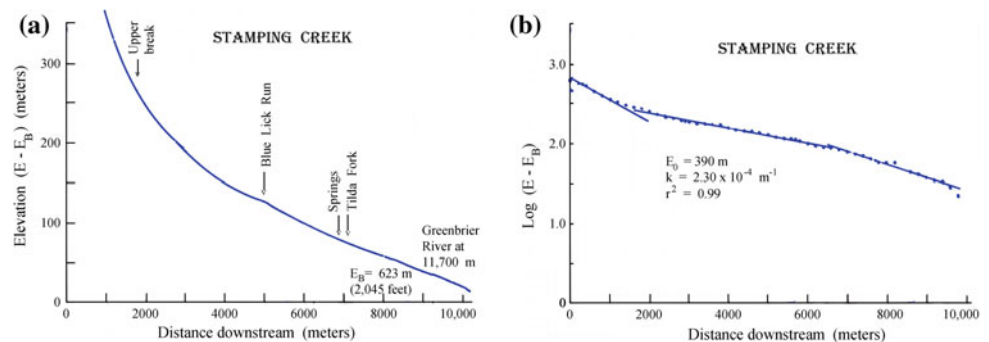 (a)
STAMPING CREEK
Upper
break
Blue Lick Run
Springs
Tilda Fork
Greenbrier
River at
11,700 m
E_B= 623 m
(2,045 feet)
Elevation (E - E_B) (meters)
300
200
100
0
0
2000
4000
6000
8000
10,000
Distance downstream (meters)
(b)
STAMPING CREEK
E_0 = 390 m
k = 2.30 x 10^-4 m^-1
r^2 = 0.99
Log (E - E_B)
3.0
2.0
1.0
0
0
2000
4000
6000
8000
10,000
Distance downstream (meters)